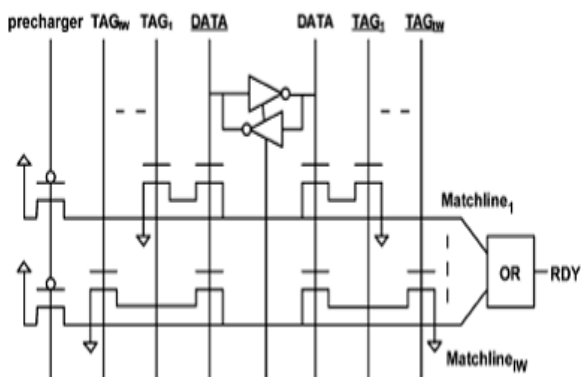 precharger TAGIW TAG1 DATA DATA TAG1 TAGIW
Matchline1
OR
RDY
MatchlineIW